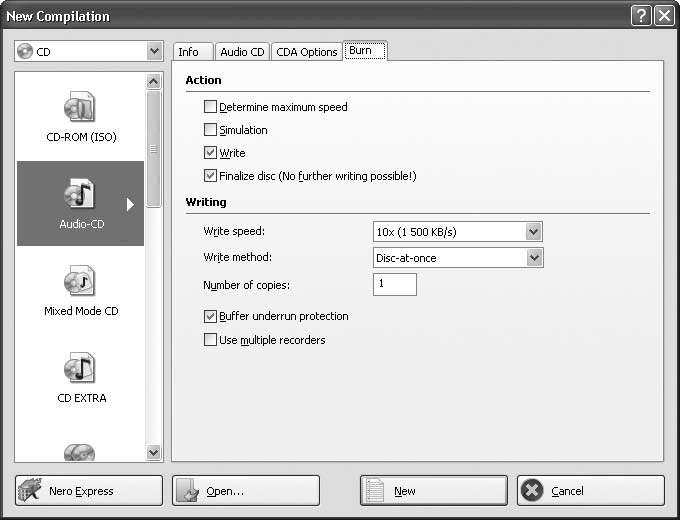 New Compilation
CD
Info Audio CD CDA Options Burn
CD-ROM (ISO)
Audio-CD
Mixed Mode CD
CD EXTRA
Action
Determine maximum speed
Simulation
Write
Finalize disc (No further writing possible!)
Writing
Write speed: 10x (1 500 KB/s)
Write method: Disc-at-once
Number of copies: 1
Buffer underrun protection
Use multiple recorders
Nero Express Open... New Cancel